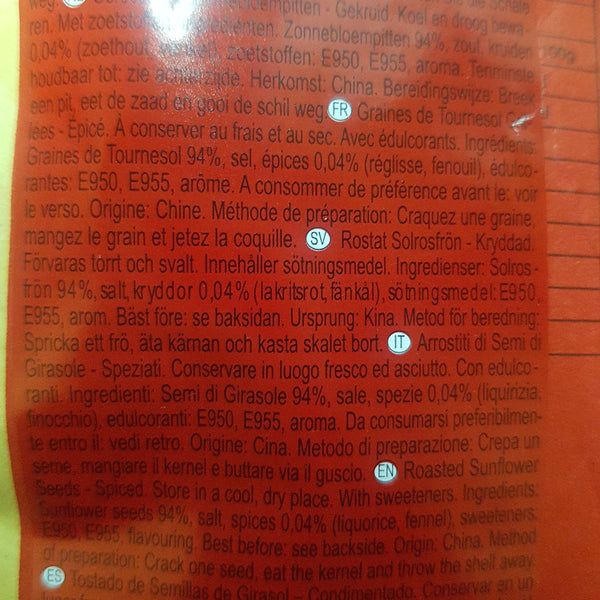 weg. NL Zonnebloempitten - Gekruid. Koel en droog bewa-
ren. Met zoetstoffen. Ingrediënten. Zonnebloempitten 94%, zout, kruiden
0,04% (zoethout, venkel), zoetstoffen: E950, E955, aroma. Tenminste
houdbaar tot: zie achterzijde. Herkomst: China. Bereidingswijze: Breek
een pit, eet de zaad en gooi de schil weg. FR Graines de Tournesol
lées - Épicé. À conserver au frais et au sec. Avec édulcorants. Ingrédients:
Graines de Tournesol 94%, sel, épices 0,04% (réglisse, fenouil), édulco-
rantes: E950, E955, arôme. A consommer de préférence avant le: voir
le verso. Origine: Chine. Méthode de préparation: Craquez une graine,
mangez le grain et jetez la coquille. SV Rostat Solrosfrön - Kryddad.
Förvaras torrt och svalt. Innehåller sötningsmedel. Ingredienser: Solros-
frön 94%, salt, kryddor 0,04% (lakritsrot, fänkål), sötningsmedel: E950,
E955, arom. Bäst före: se baksidan. Ursprung: Kina. Metod för beredning:
Spricka ett frö, äta kärnan och kasta skalet bort. IT Arrostiti di Semi di
Girasole - Speziati. Conservare in luogo fresco ed asciutto. Con edulco-
ranti. Ingredienti: Semi di Girasole 94%, sale, spezie 0,04% (liquirizia,
finocchio), edulcoranti: E950, E955, aroma. Da consumarsi preferibilmen-
te entro il: vedi retro. Origine: Cina. Metodo di preparazione: Crepa un
seme, mangiare il kernel e buttare via il guscio. EN Roasted Sunflower
Seeds - Spiced. Store in a cool, dry place. With sweeteners. Ingredients:
Sunflower seeds 94%, salt, spices 0,04% (liquorice, fennel), sweeteners:
E950, E955, flavouring. Best before: see backside. Origin: China. Method
of preparation: Crack one seed, eat the kernel and throw the shell away.
ES Tostado de Semillas de Girasol - Condimentado. Conservar en un